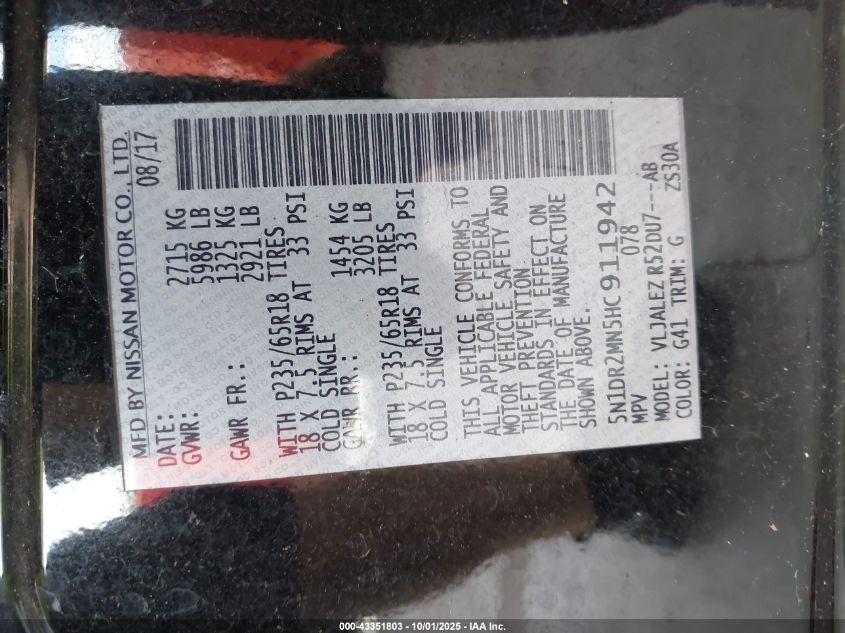 MFD BY NISSAN MOTOR CO., LTD.
DATE: 08/17
GVWR: 2715 KG
5986 LB
GAWR FR.: 1325 KG
2921 LB
WITH P235/65R18 TIRES
18 X 7.5 RIMS AT 33 PSI
COLD SINGLE
GAWR RR.: 1454 KG
3205 LB
WITH P235/65R18 TIRES
18 X 7.5 RIMS AT 33 PSI
COLD SINGLE
THIS VEHICLE CONFORMS TO
ALL APPLICABLE FEDERAL
MOTOR VEHICLE SAFETY AND
THEFT PREVENTION
STANDARDS IN EFFECT ON
THE DATE OF MANUFACTURE
SHOWN ABOVE.
5N1DR2MN5HC911942
MPV 078
MODEL: VLJALEZ R52DU7---AB
COLOR: G41 TRIM: G ZS30A
000-43351803 - 10/01/2025 - IAA Inc.